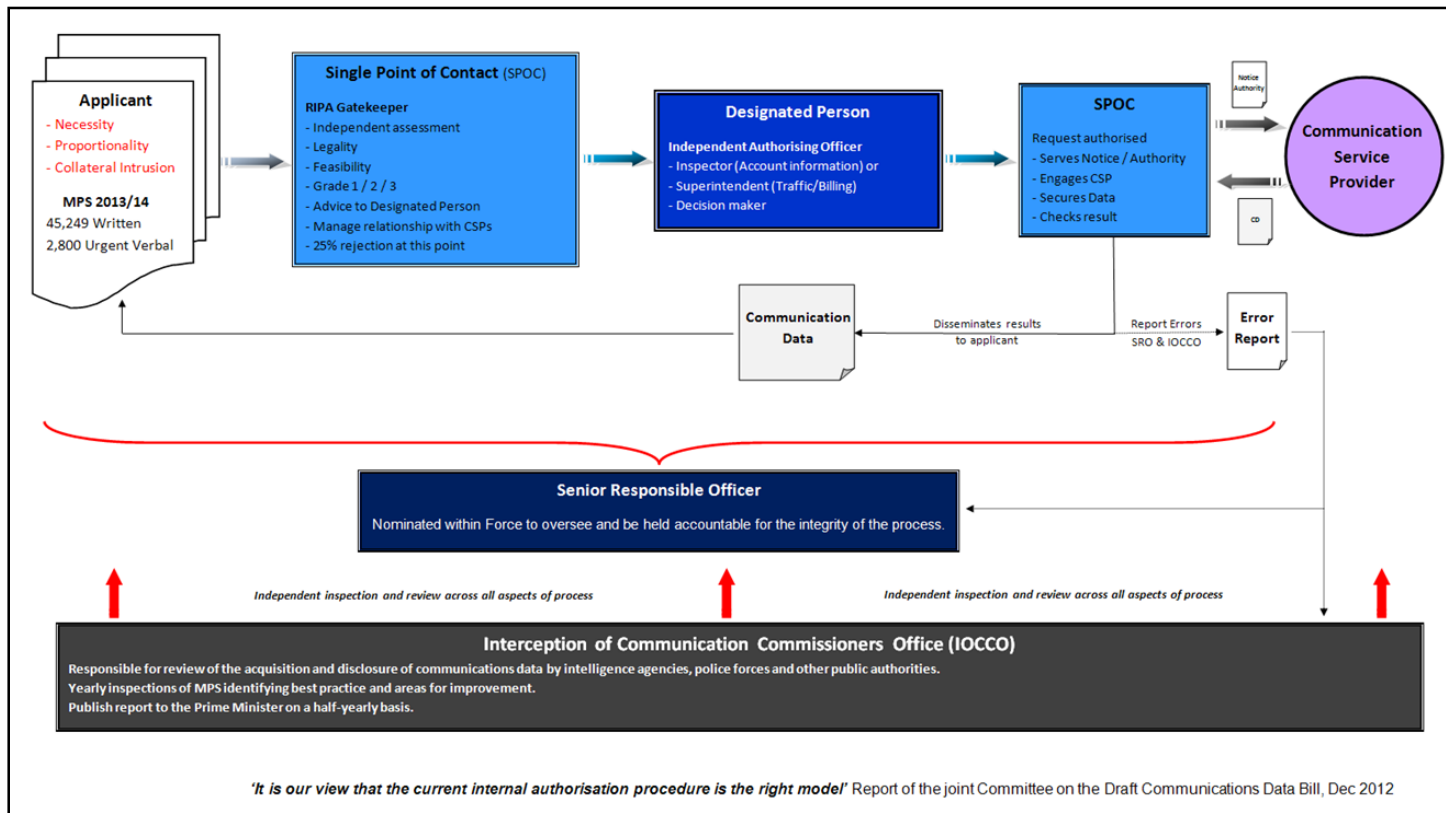 Applicant
- Necessity
- Proportionality
- Collateral Intrusion
MPS 2013/14
45,249 Written
2,800 Urgent Verbal
Single Point of Contact (SPOC)
RIPA Gatekeeper
- Independent assessment
- Legality
- Feasibility
- Grade 1 / 2 / 3
- Advice to Designated Person
- Manage relationship with CSPs
- 25% rejection at this point
Designated Person
Independent Authorising Officer
- Inspector (Account information) or
- Superintendent (Traffic/Billing)
- Decision maker
SPOC
Request authorised
- Serves Notice / Authority
- Engages CSP
- Secures Data
- Checks result
Notice
Authority
CD
Communication
Service
Provider
Communication
Data
Disseminates results
to applicant
Report Errors
SRO & IOCCO
Error
Report
Senior Responsible Officer
Nominated within Force to oversee and be held accountable for the integrity of the process.
Independent inspection and review across all aspects of process
Independent inspection and review across all aspects of process
Interception of Communication Commissioners Office (IOCCO)
Responsible for review of the acquisition and disclosure of communications data by intelligence agencies, police forces and other public authorities.
Yearly inspections of MPS identifying best practice and areas for improvement.
Publish report to the Prime Minister on a half-yearly basis.
'It is our view that the current internal authorisation procedure is the right model' Report of the joint Committee on the Draft Communications Data Bill, Dec 2012